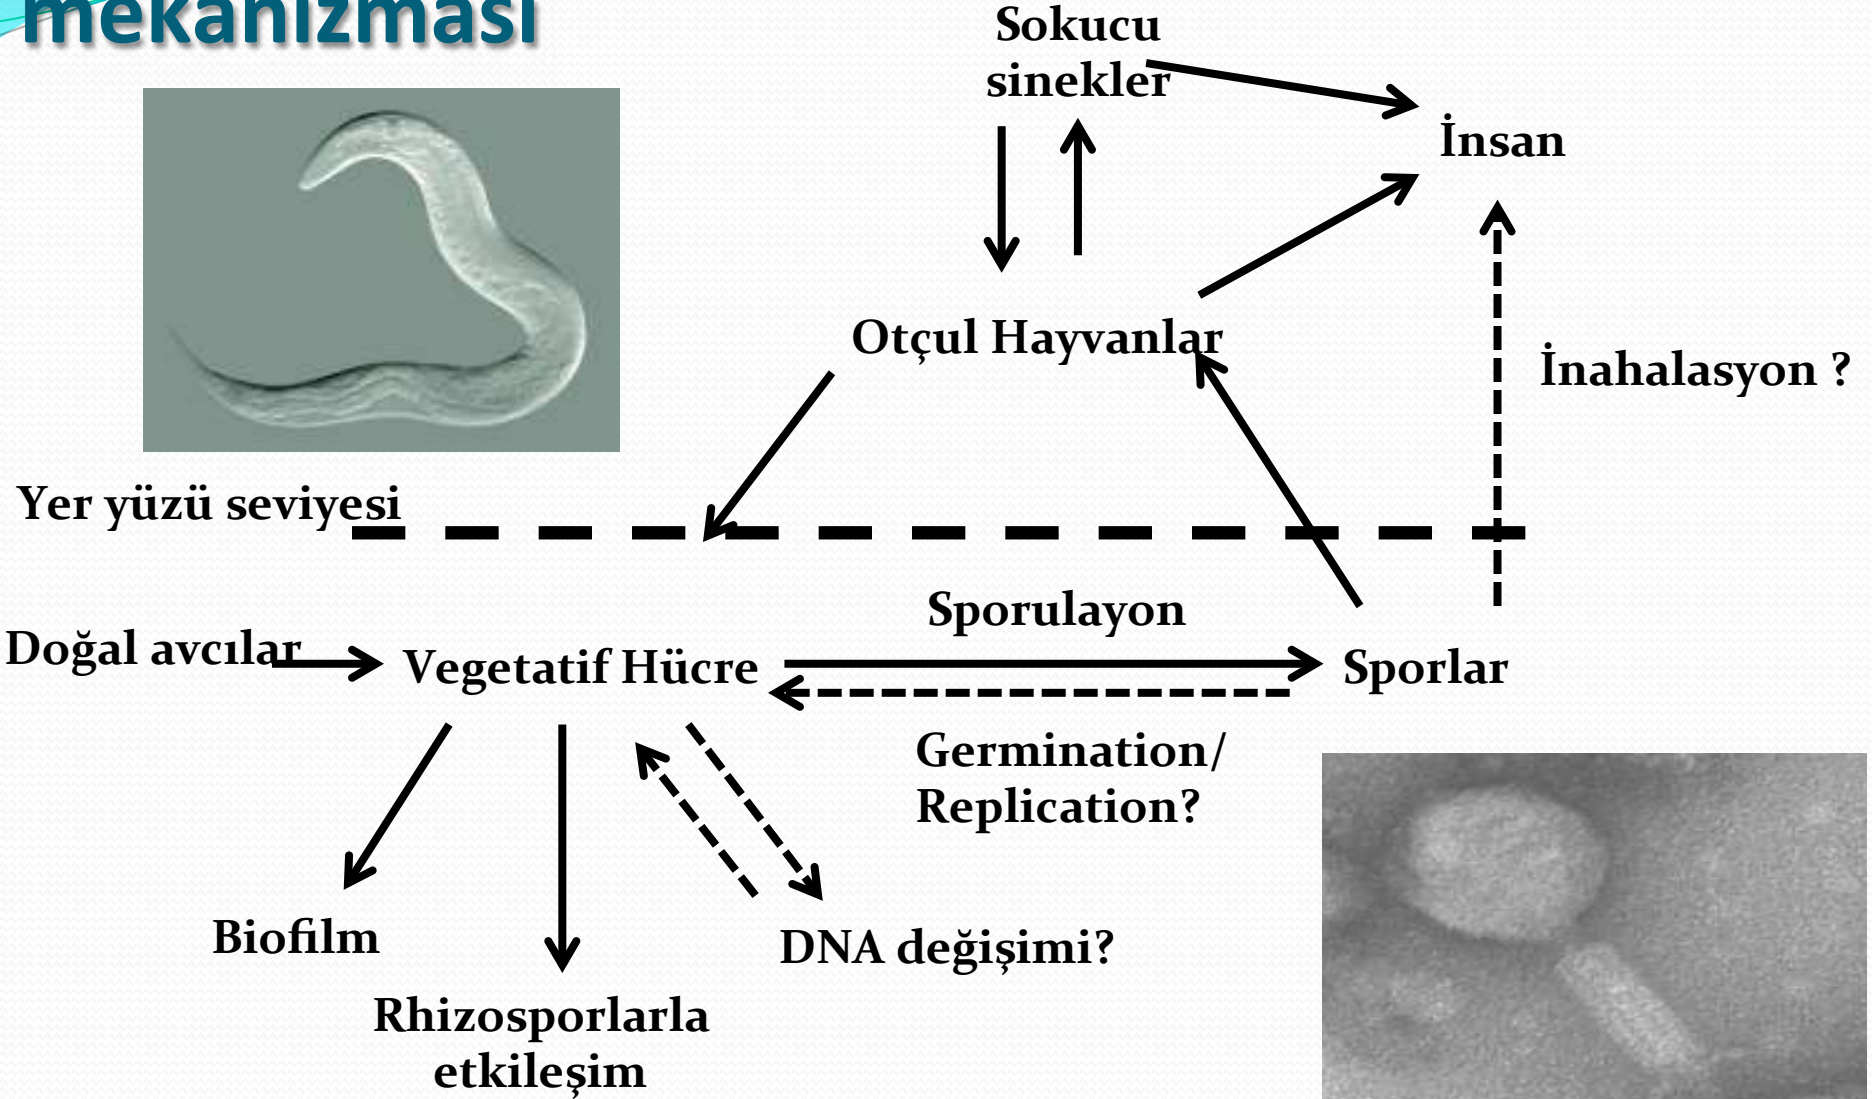 mekanizması
Sokucu
sinekler
İnsan
Otçul Hayvanlar
İnahalasyon ?
Yer yüzü seviyesi
Sporulayon
Doğal avcılar
Vegetatif Hücre
Sporlar
Germination/
Replication?
Biofilm
DNA değişimi?
Rhizosporlarla
etkileşim